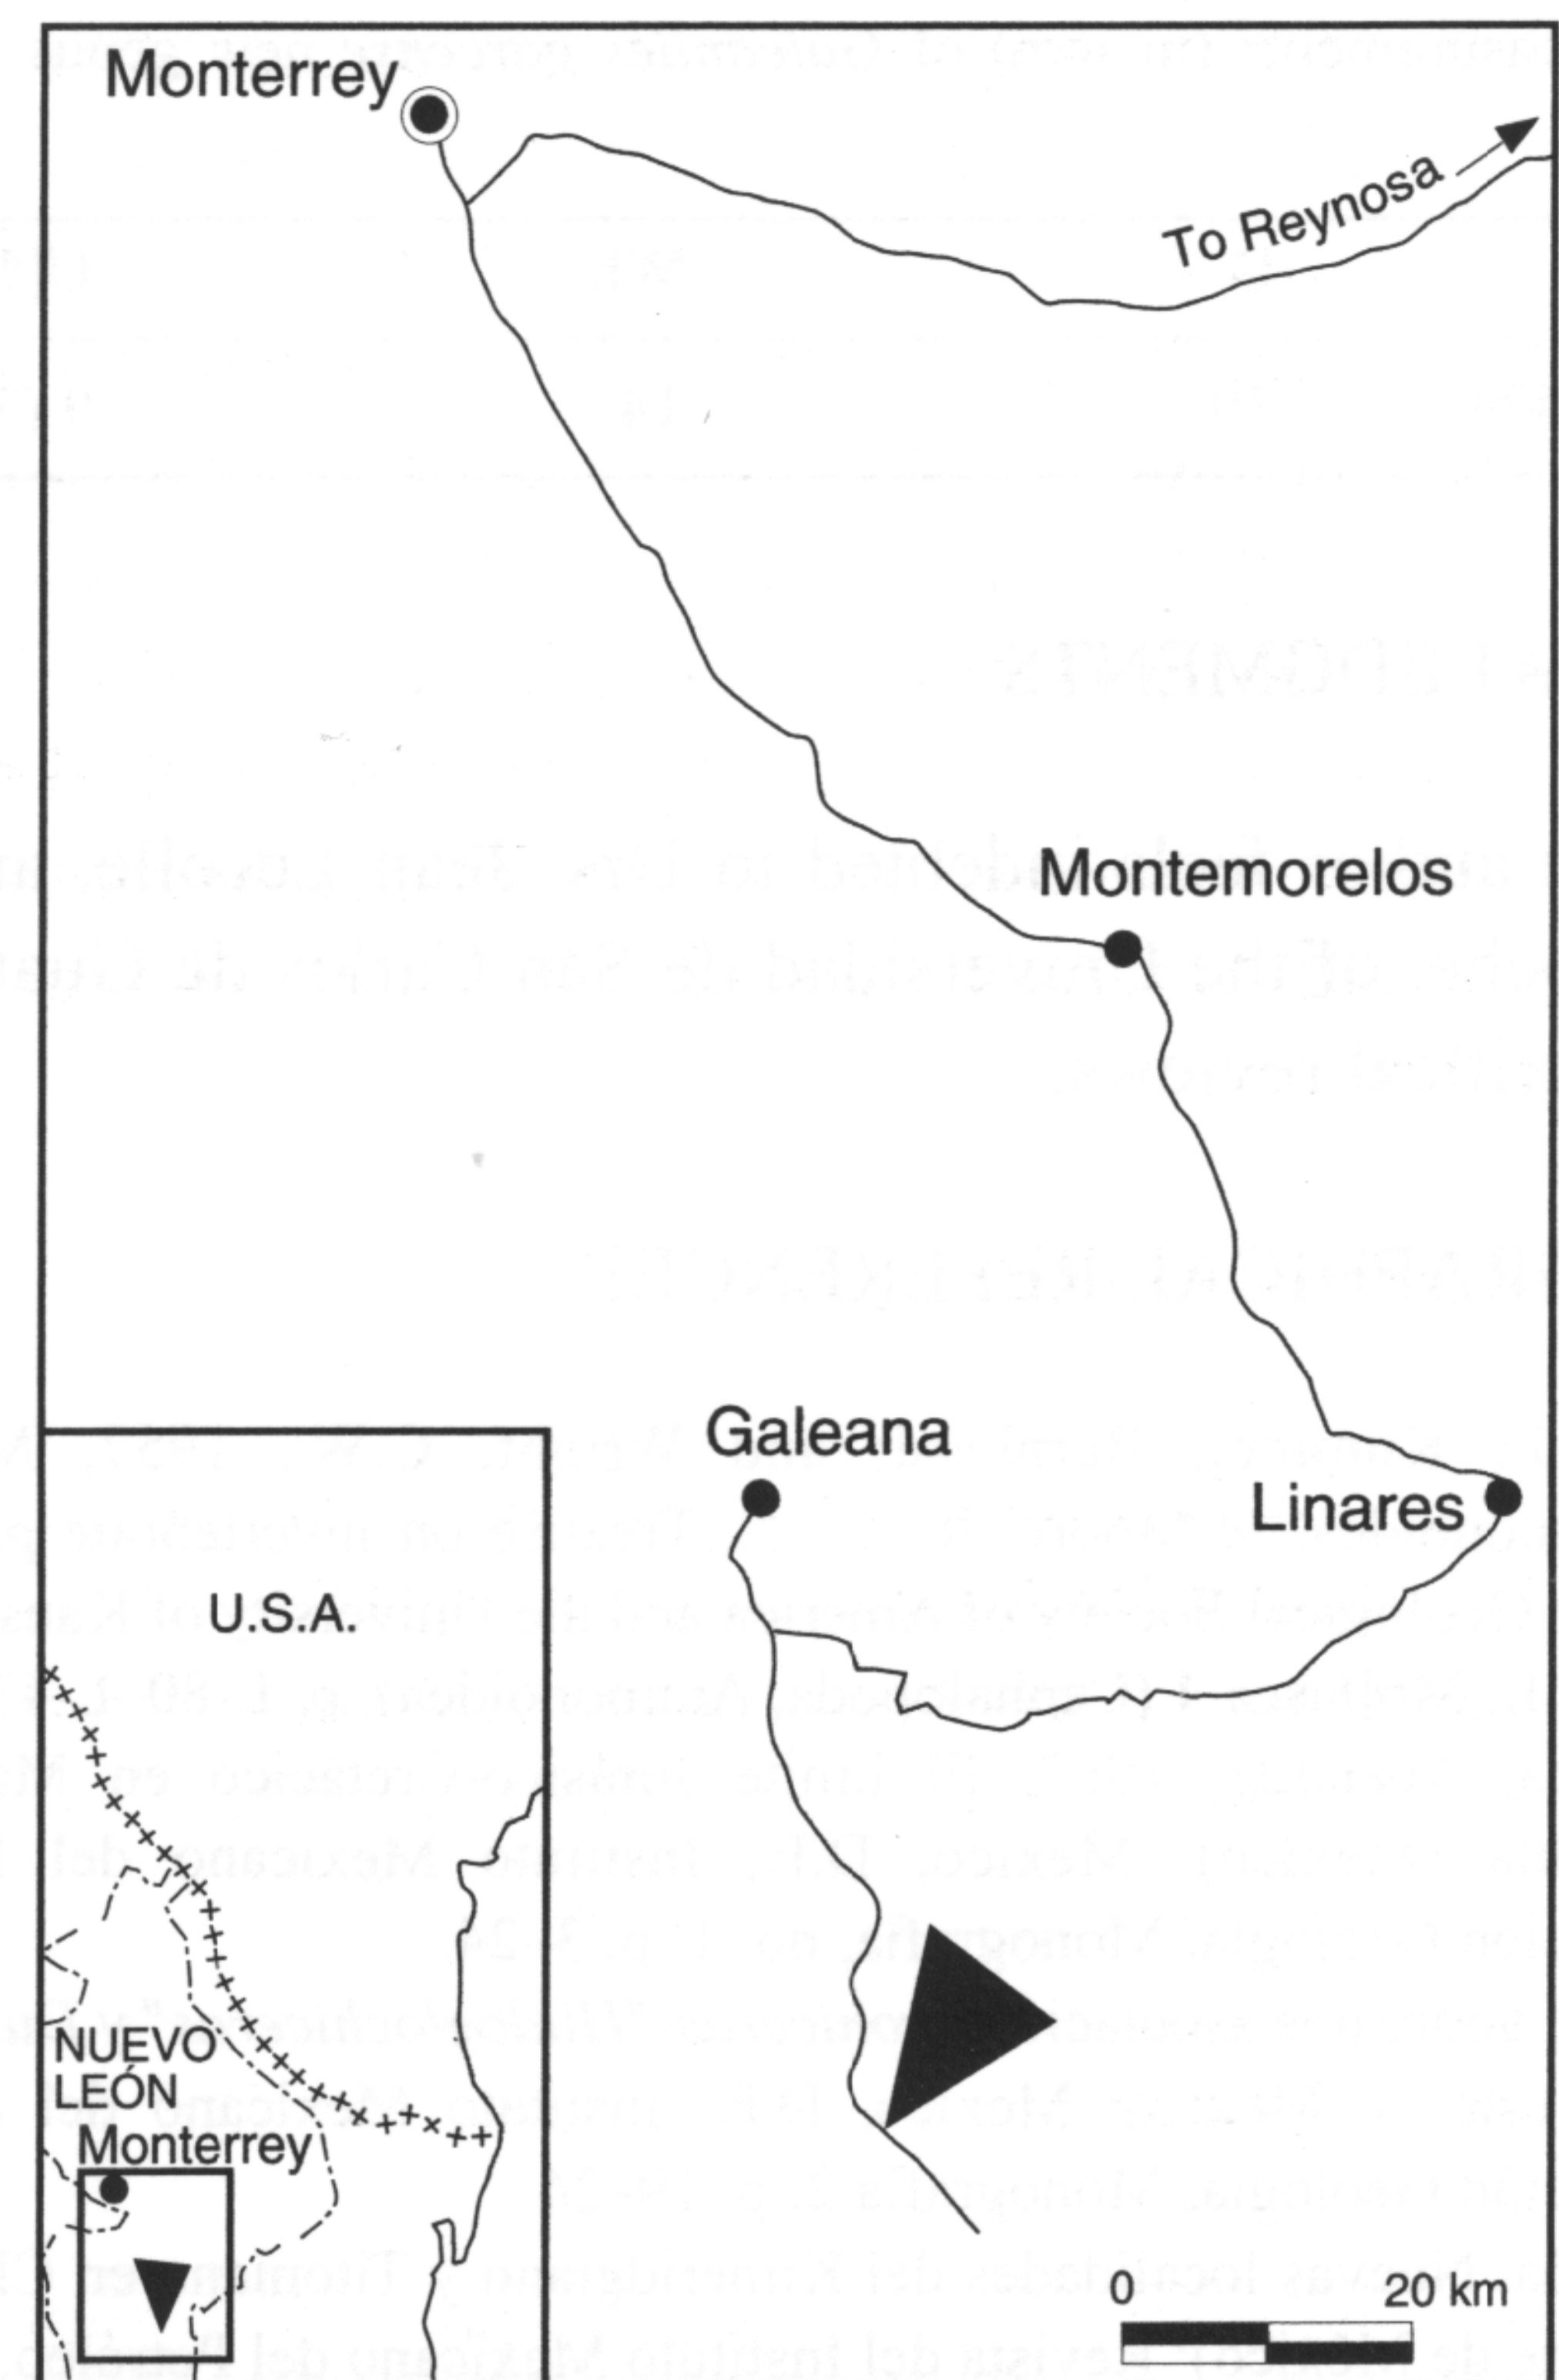 Monterrey
To Reynosa
Montemorelos
Galeana
Linares
U.S.A.
NUEVO
LEÓN
Monterrey
0 20 km